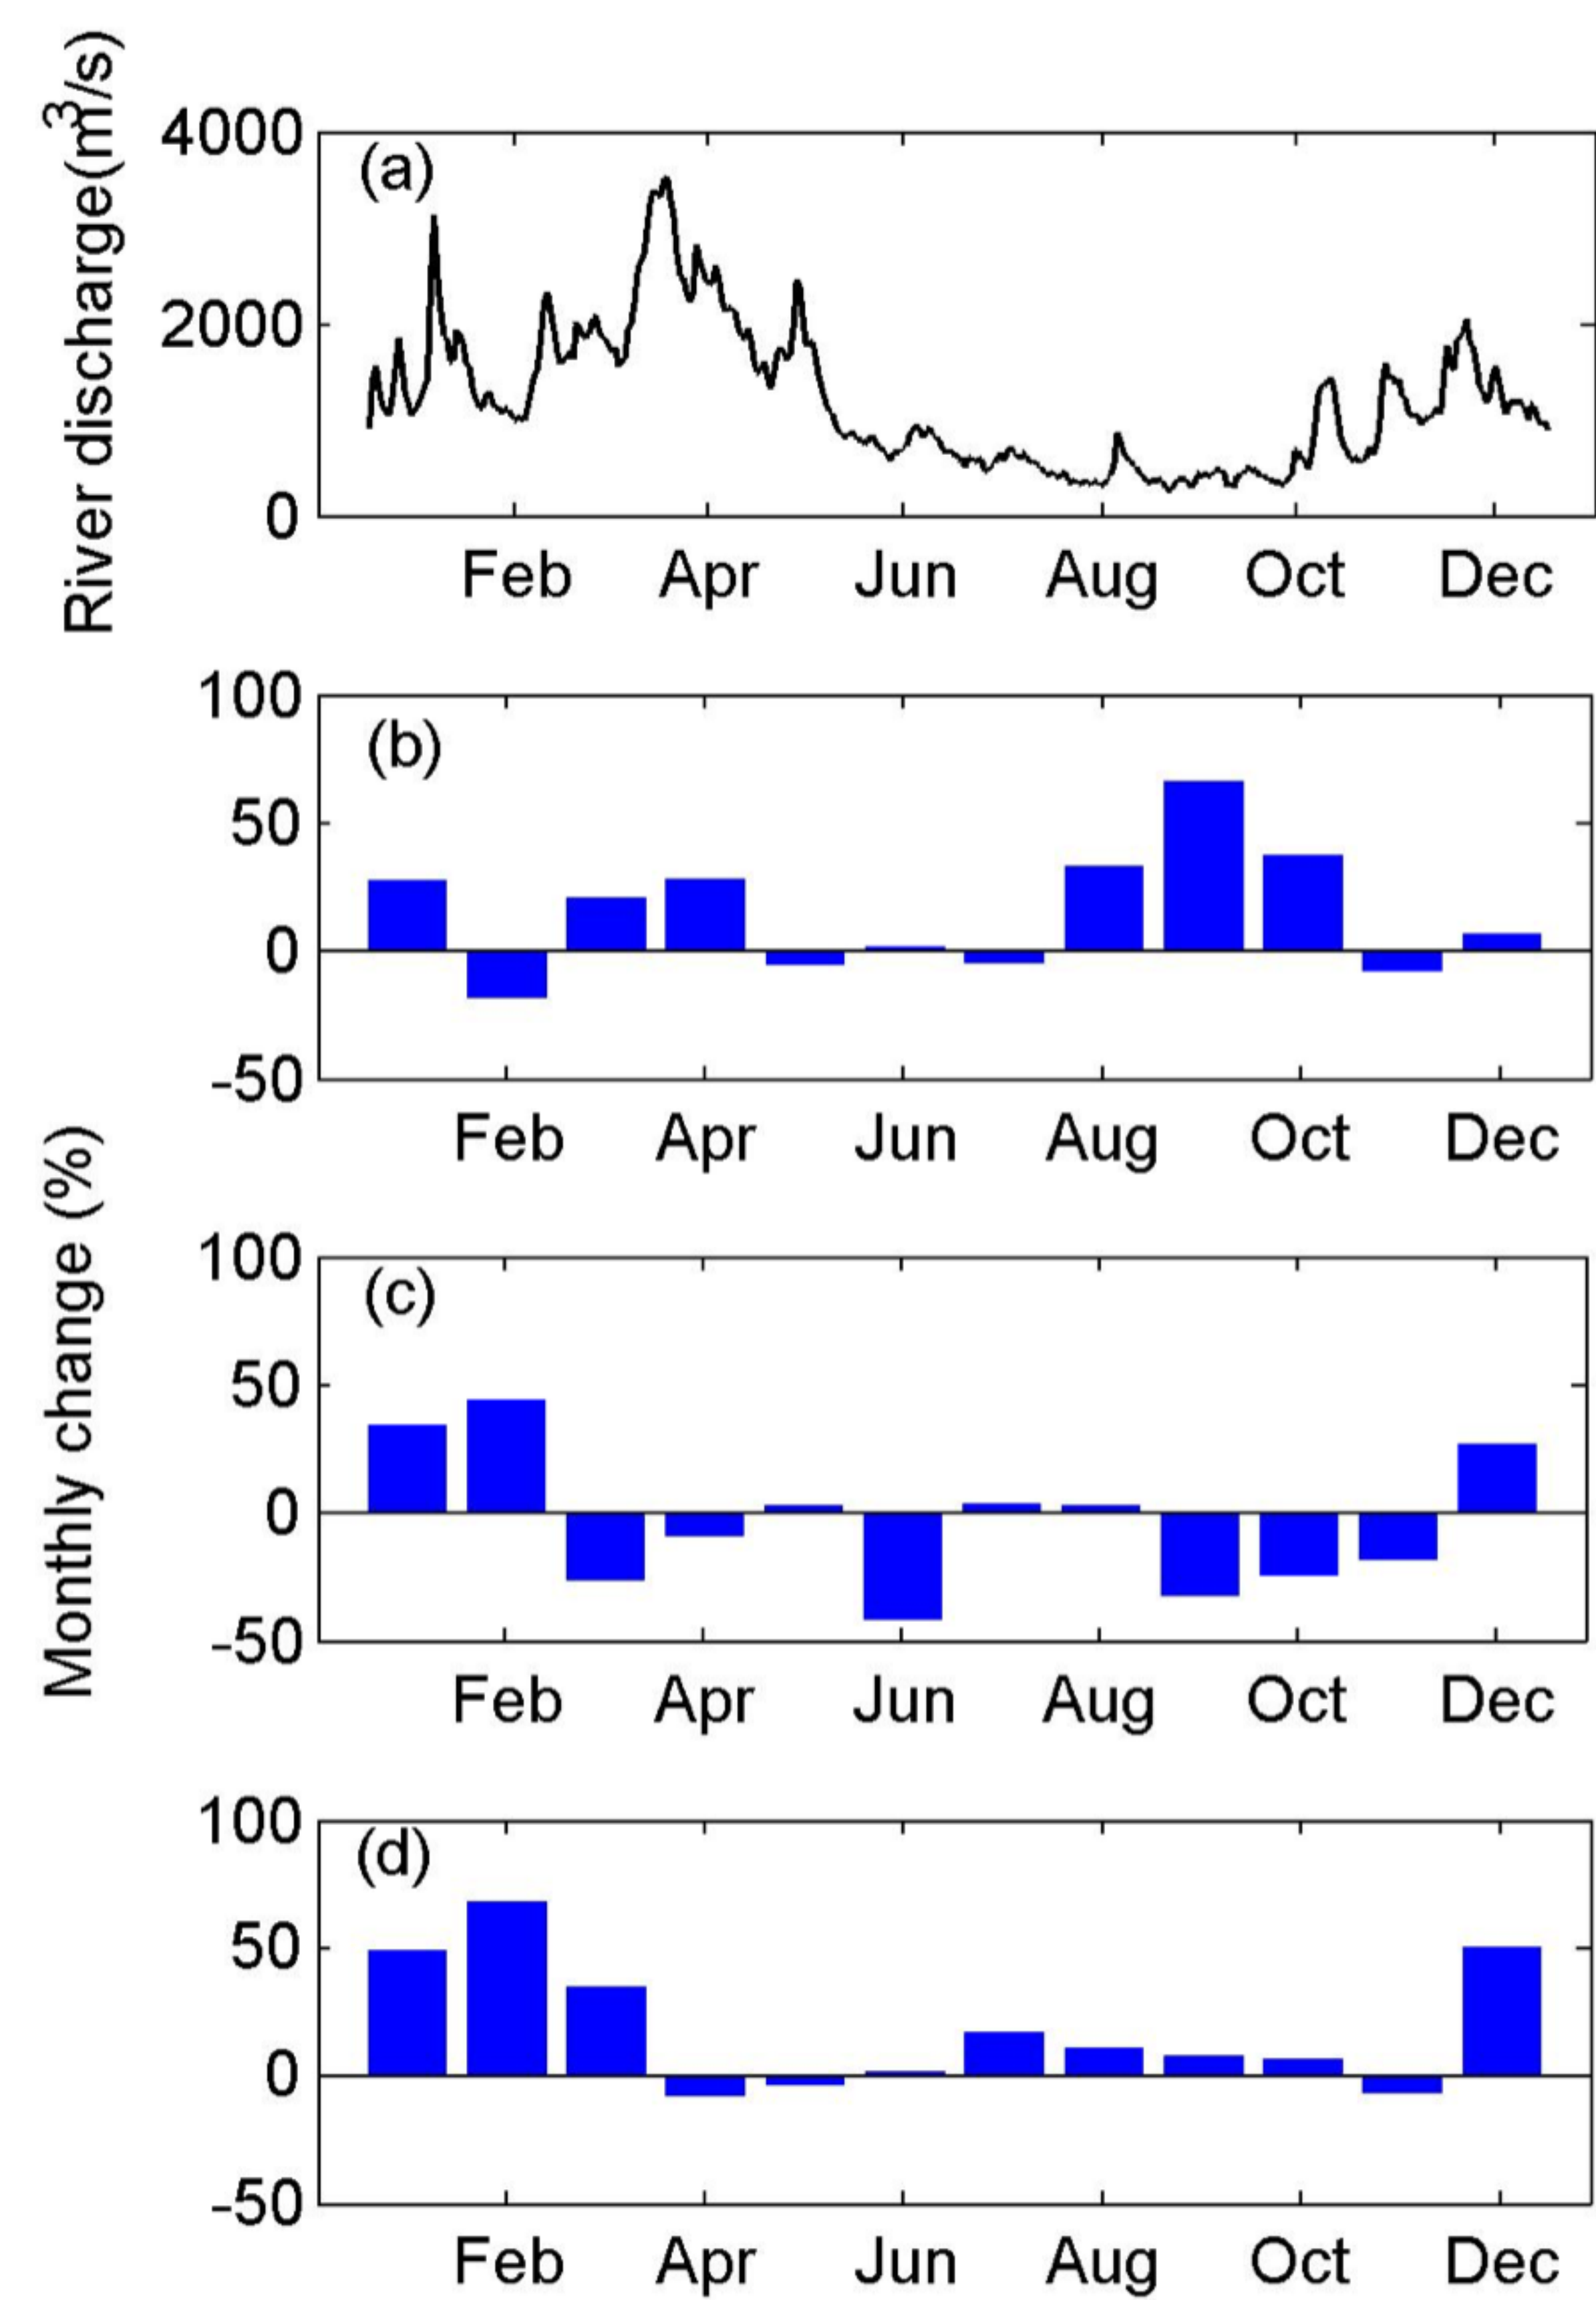 River discharge(m³/s)
4000
2000
0
(a)
Feb Apr Jun Aug Oct Dec
Monthly change (%)
100
50
0
-50
(b)
Feb Apr Jun Aug Oct Dec
100
50
0
-50
(c)
Feb Apr Jun Aug Oct Dec
100
50
0
-50
(d)
Feb Apr Jun Aug Oct Dec